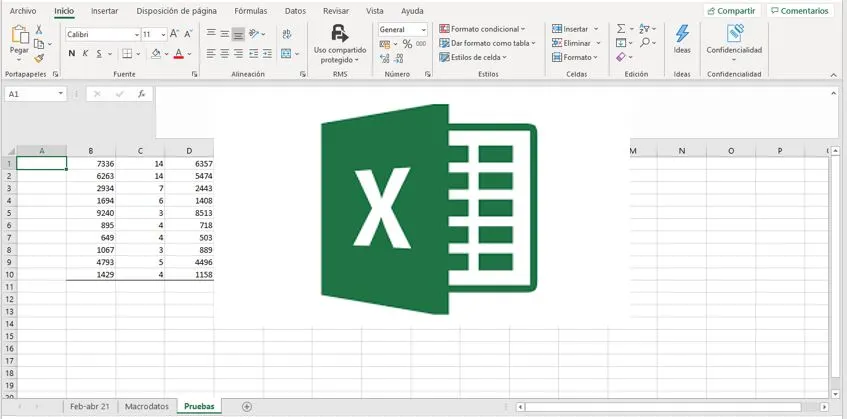 Archivo Inicio Insertar Disposición de página Fórmulas Datos Revisar Vista Ayuda Compartir Comentarios
Pegar
Calibri 11 A A
N K S A
Uso compartido
protegido
General
% 000
Formato condicional
Dar formato como tabla
Estilos de celda
Insertar
Eliminar
Formato
Ideas
Confidencialidad
Portapapeles Fuente Alineación RMS Número Estilos Celdas Edición Ideas Confidencialidad
A1
A B C D M N O P
1 7336 14 6357
2 6263 14 5474
3 2934 7 2443
4 1694 6 1408
5 9240 3 8513
6 895 4 718
7 649 4 503
8 1067 3 889
9 4793 5 4496
10 1429 4 1158
11
12
13
14
15
16
17
18
19
20
X
Feb-abr 21 Macrodatos Pruebas